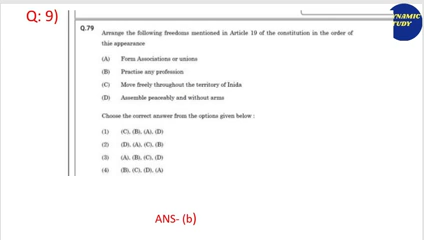 Q: 9)
DYNAMIC
STUDY
Q.79
Arrange the following freedoms mentioned in Article 19 of the constitution in the order of
this appearance
(A) Form Associations or unions
(B) Practise any profession
(C) Move freely throughout the territory of Inida
(D) Assemble peaceably and without arms
Choose the correct answer from the options given below :
(1) (C), (B), (A), (D)
(2) (D), (A), (C), (B)
(3) (A), (B), (C), (D)
(4) (B), (C), (D), (A)
ANS- (b)